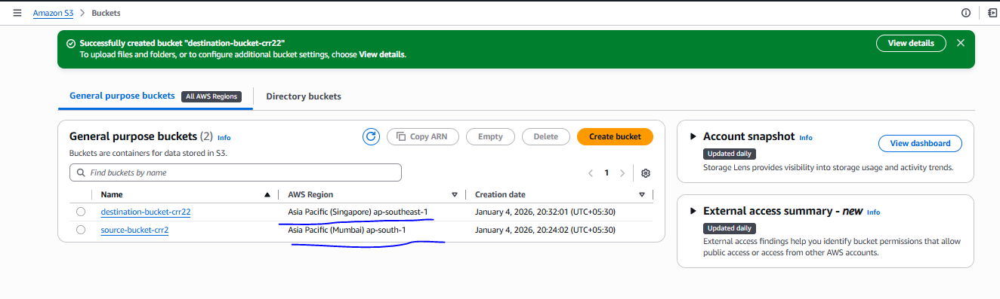 Amazon S3 > Buckets
Successfully created bucket "destination-bucket-crr22"
To upload files and folders, or to configure additional bucket settings, choose View details.
View details
General purpose buckets All AWS Regions
Directory buckets
General purpose buckets (2) Info
Copy ARN
Empty
Delete
Create bucket
Buckets are containers for data stored in S3.
Find buckets by name
1
Name AWS Region Creation date
destination-bucket-crr22 Asia Pacific (Singapore) ap-southeast-1 January 4, 2026, 20:32:01 (UTC+05:30)
source-bucket-crr2 Asia Pacific (Mumbai) ap-south-1 January 4, 2026, 20:24:02 (UTC+05:30)
Account snapshot Info
View dashboard
Updated daily
Storage Lens provides visibility into storage usage and activity trends.
External access summary - new Info
Updated daily
External access findings help you identify bucket permissions that allow
public access or access from other AWS accounts.